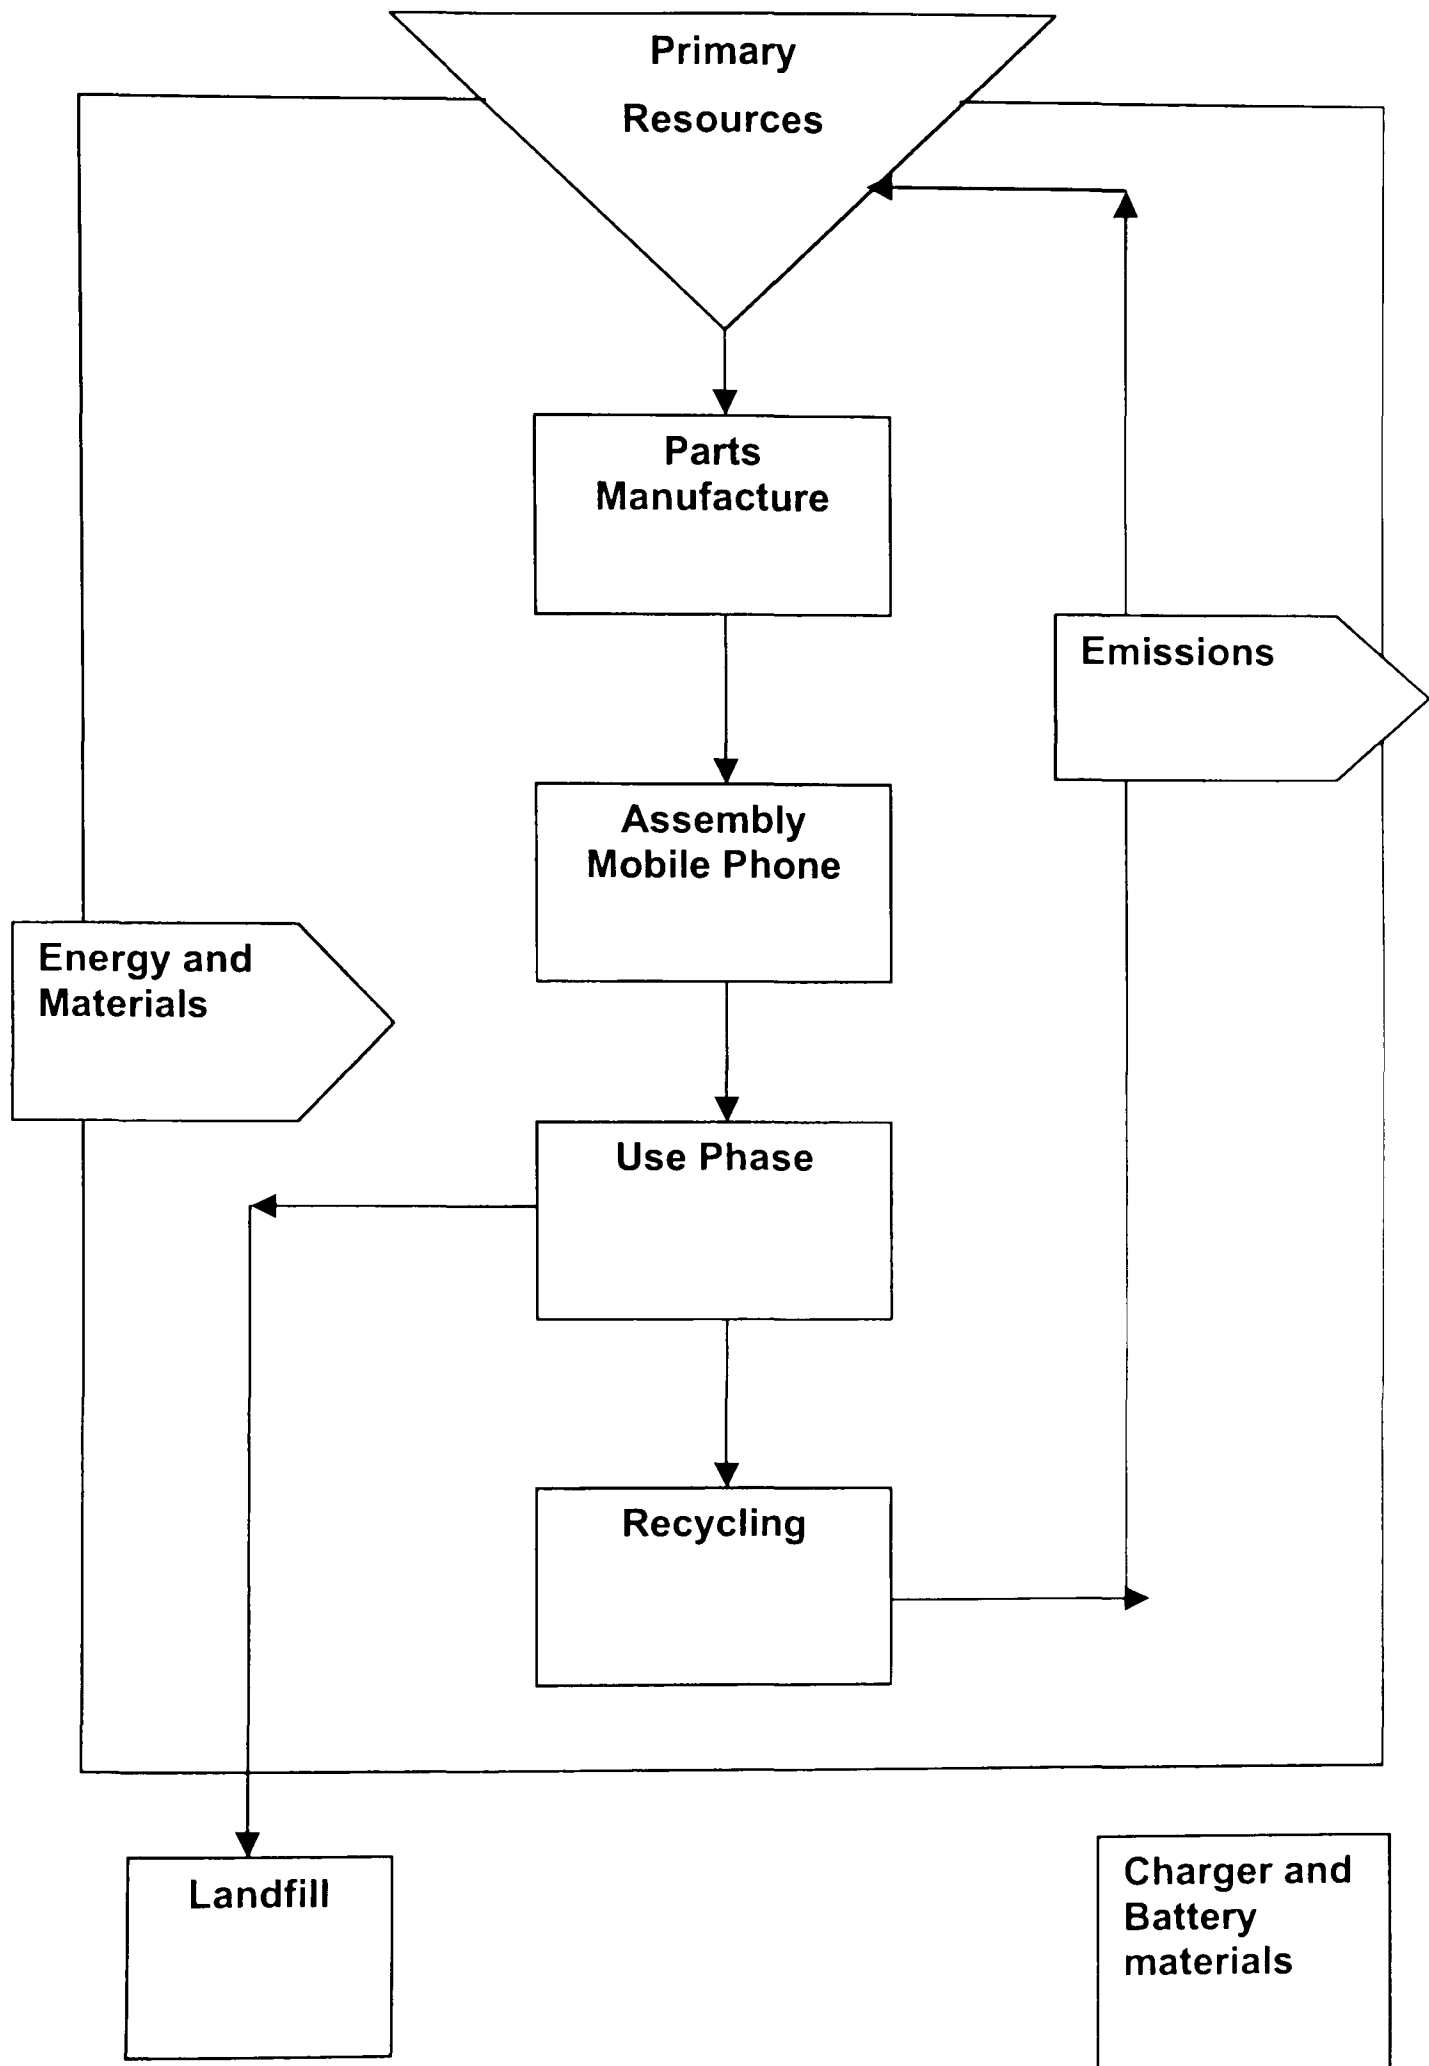 Primary
Resources
Parts
Manufacture
Emissions
Assembly
Mobile Phone
Energy and
Materials
Use Phase
Recycling
Landfill
Charger and
Battery
materials